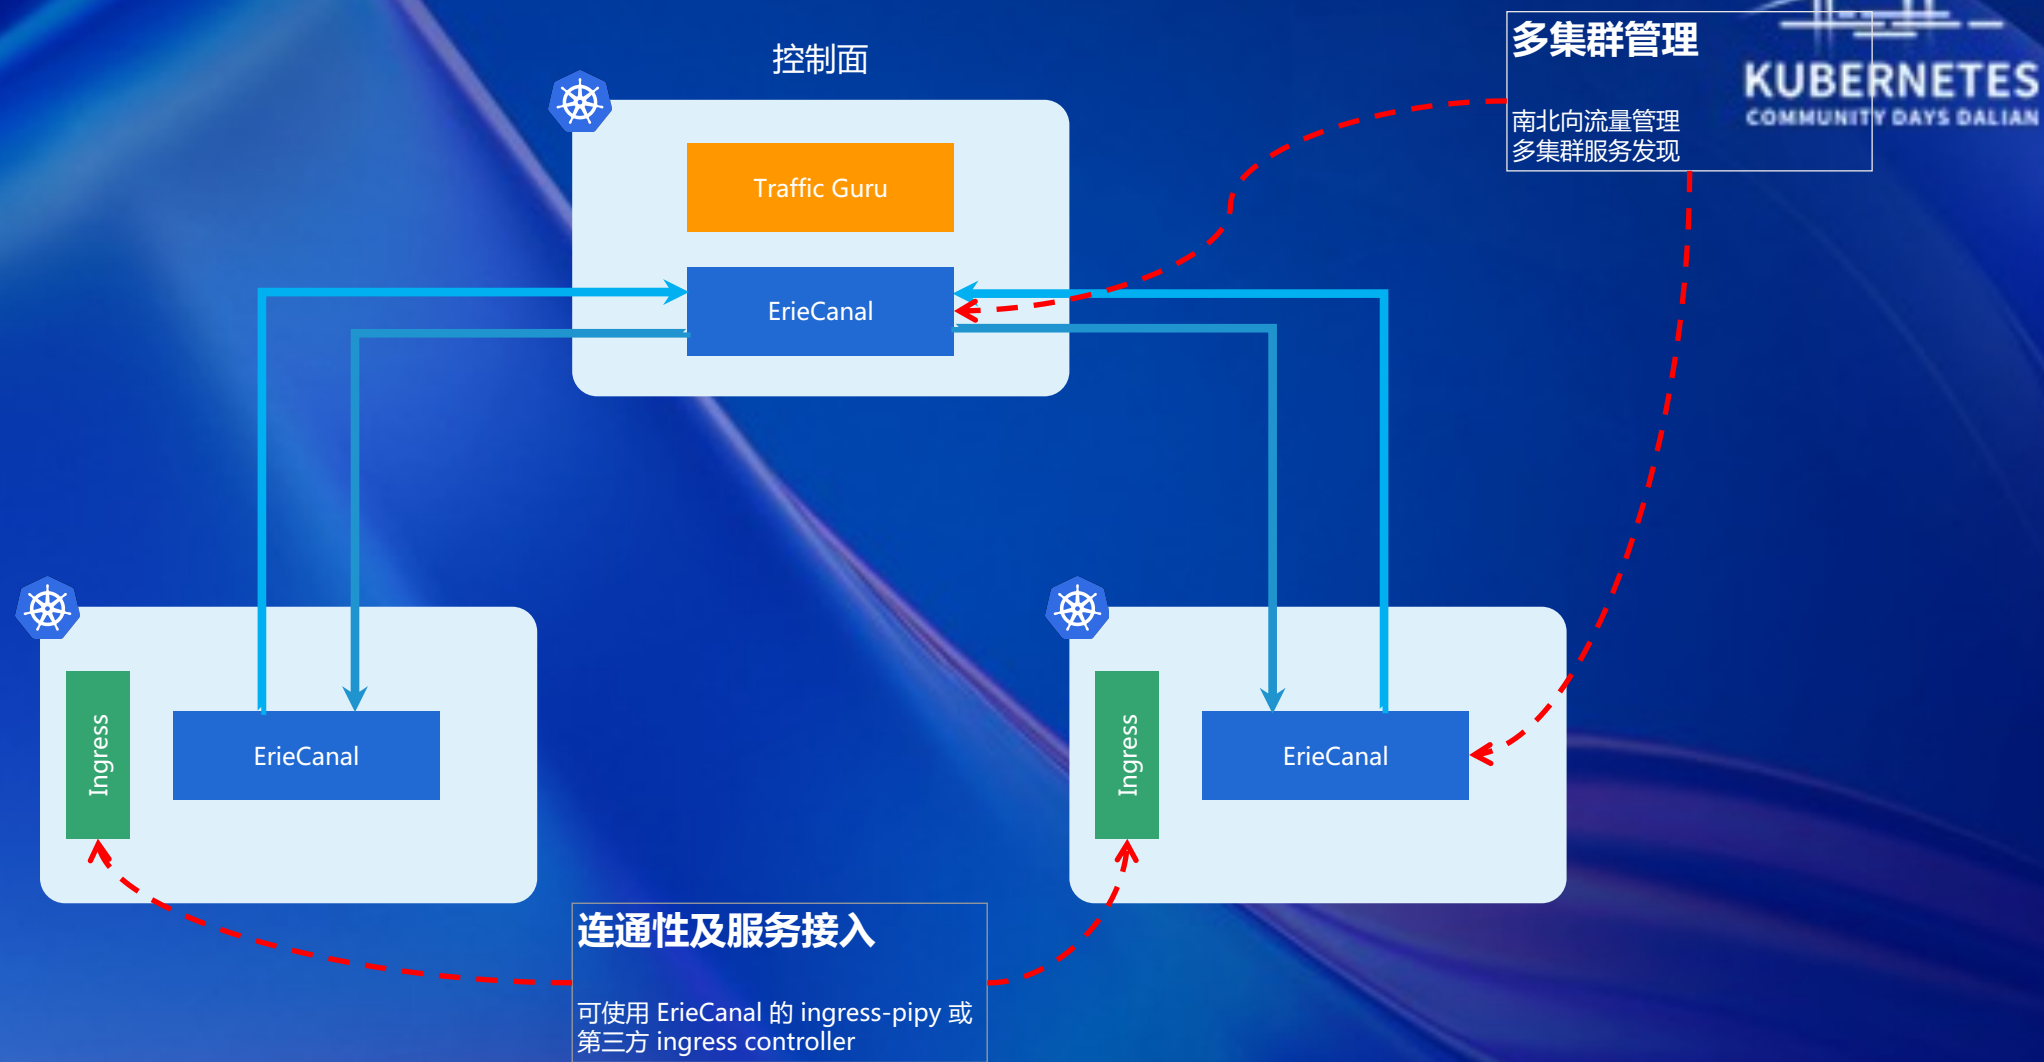 控制面
多集群管理
南北向流量管理
多集群服务发现
KUBERNETES
COMMUNITY DAYS DALIAN
Traffic Guru
ErieCanal
Ingress
ErieCanal
Ingress
ErieCanal
连通性及服务接入
可使用 ErieCanal 的 ingress-pipy 或
第三方 ingress controller